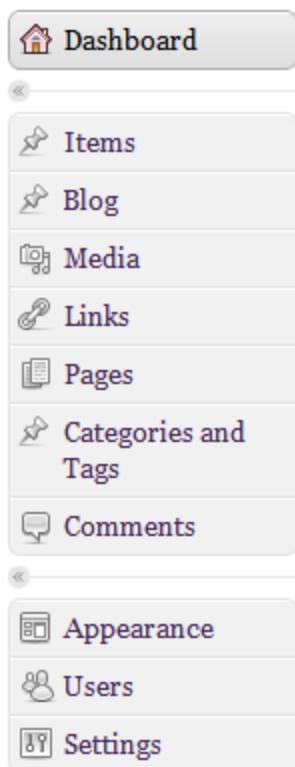 Dashboard
Items
Blog
Media
Links
Pages
Categories and
Tags
Comments
Appearance
Users
Settings